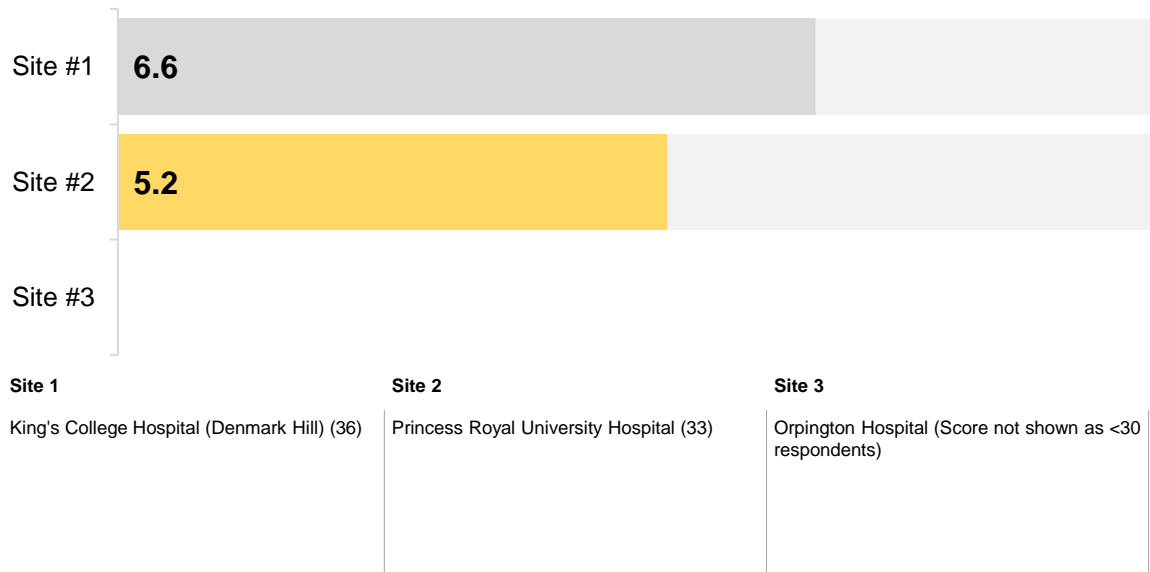 Site #1
6.6
Site #2
5.2
Site #3
Site 1
King's College Hospital (Denmark Hill) (36)
Site 2
Princess Royal University Hospital (33)
Site 3
Orpington Hospital (Score not shown as <30
respondents)